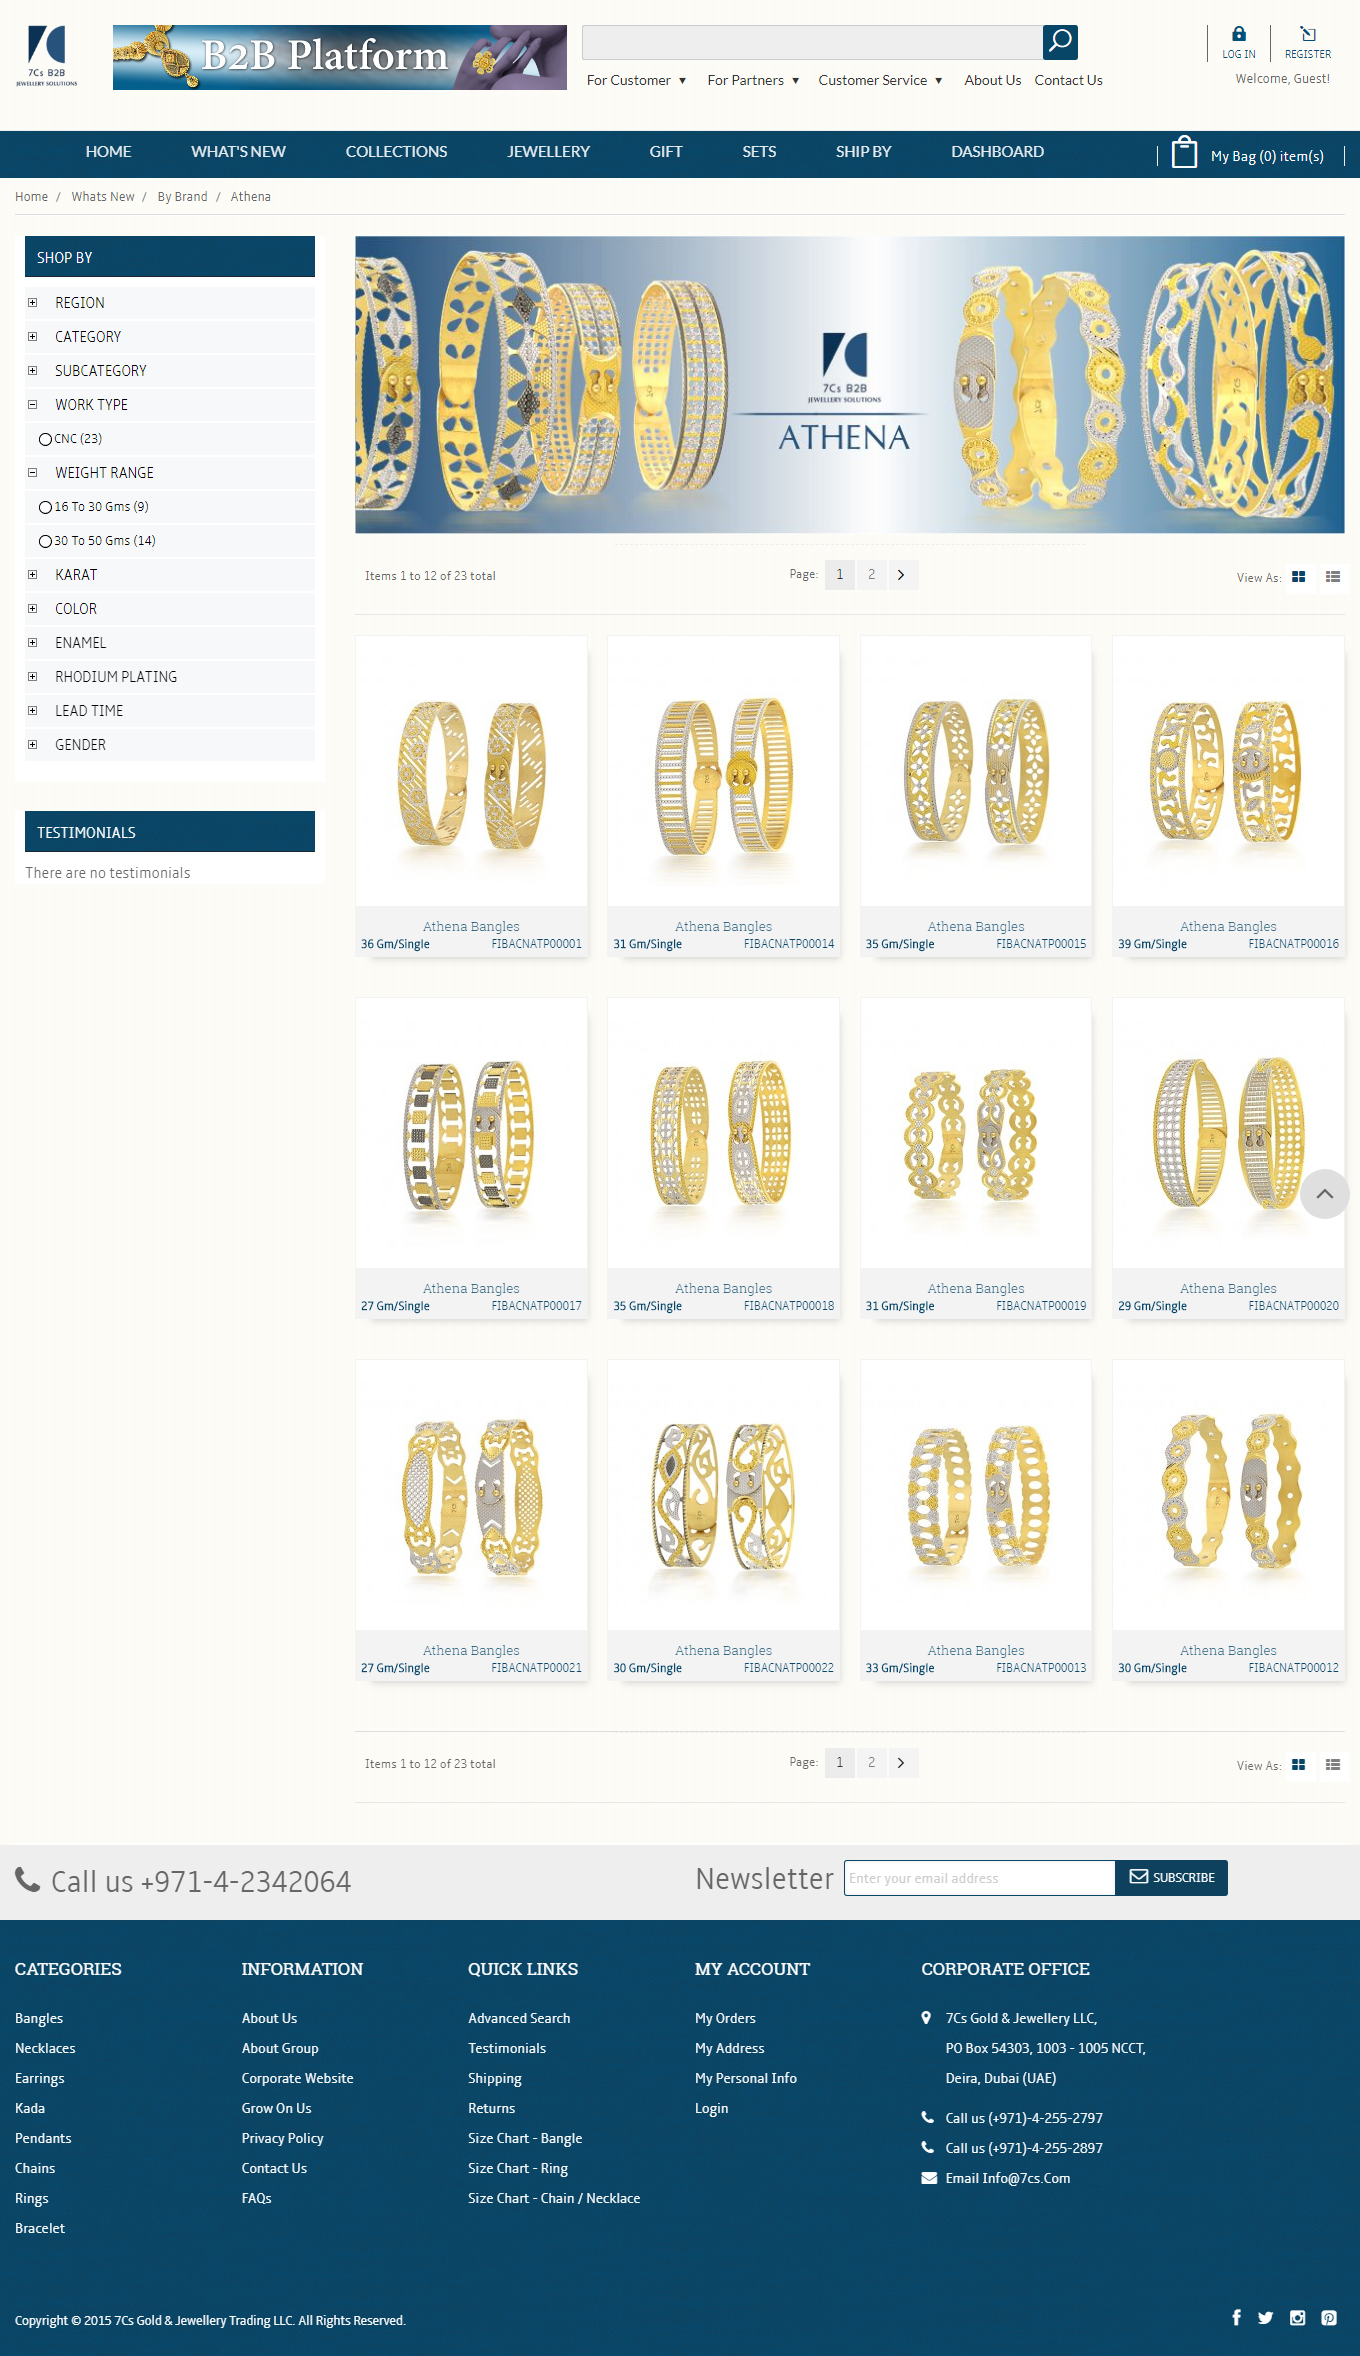 7Cs B2B
JEWELLERY SOLUTIONS
B2B Platform
For Customer ▼ For Partners ▼ Customer Service ▼ About Us Contact Us
LOG IN REGISTER
Welcome, Guest!
HOME WHAT'S NEW COLLECTIONS JEWELLERY GIFT SETS SHIP BY DASHBOARD
My Bag (0) item(s)
Home / Whats New / By Brand / Athena
SHOP BY
REGION
CATEGORY
SUBCATEGORY
WORK TYPE
CNC (23)
WEIGHT RANGE
16 To 30 Gms (9)
30 To 50 Gms (14)
KARAT
COLOR
ENAMEL
RHODIUM PLATING
LEAD TIME
GENDER
TESTIMONIALS
There are no testimonials
7Cs B2B
JEWELLERY SOLUTIONS
ATHENA
Items 1 to 12 of 23 total
Page: 1 2 >
View As:
Athena Bangles
36 Gm/Single FIBACNATP00001
Athena Bangles
31 Gm/Single FIBACNATP00014
Athena Bangles
35 Gm/Single FIBACNATP00015
Athena Bangles
39 Gm/Single FIBACNATP00016
Athena Bangles
27 Gm/Single FIBACNATP00017
Athena Bangles
35 Gm/Single FIBACNATP00018
Athena Bangles
31 Gm/Single FIBACNATP00019
Athena Bangles
29 Gm/Single FIBACNATP00020
Athena Bangles
27 Gm/Single FIBACNATP00021
Athena Bangles
30 Gm/Single FIBACNATP00022
Athena Bangles
33 Gm/Single FIBACNATP00013
Athena Bangles
30 Gm/Single FIBACNATP00012
Items 1 to 12 of 23 total
Page: 1 2 >
View As:
Call us +971-4-2342064
Newsletter
Enter your email address
SUBSCRIBE
CATEGORIES
Bangles
Necklaces
Earrings
Kada
Pendants
Chains
Rings
Bracelet
INFORMATION
About Us
About Group
Corporate Website
Grow On Us
Privacy Policy
Contact Us
FAQs
QUICK LINKS
Advanced Search
Testimonials
Shipping
Returns
Size Chart - Bangle
Size Chart - Ring
Size Chart - Chain / Necklace
MY ACCOUNT
My Orders
My Address
My Personal Info
Login
CORPORATE OFFICE
7Cs Gold & Jewellery LLC,
PO Box 54303, 1003 - 1005 NCCT,
Deira, Dubai (UAE)
Call us (+971)-4-255-2797
Call us (+971)-4-255-2897
Email Info@7cs.Com
Copyright © 2015 7Cs Gold & Jewellery Trading LLC. All Rights Reserved.